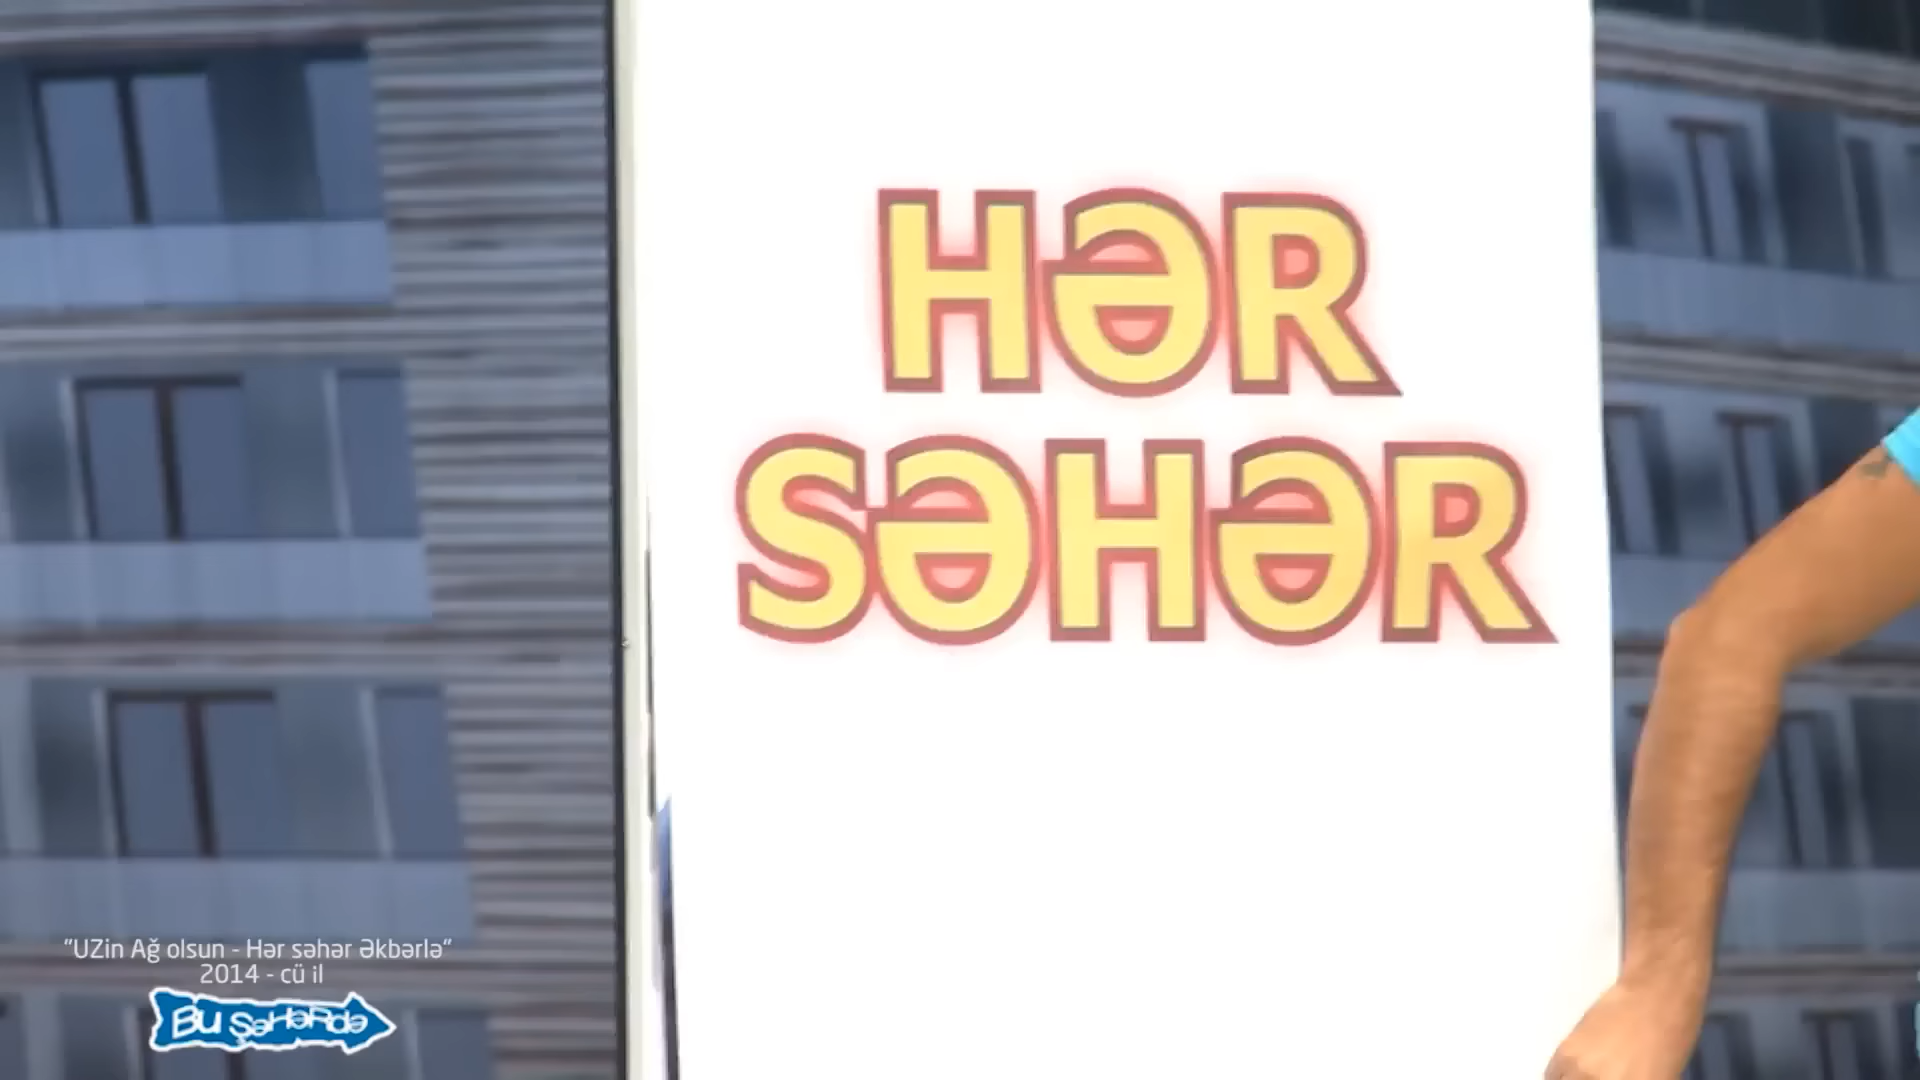 HƏR
SƏHƏR
"UZin Ağ olsun - Hər səhər Əkbərlə"
2014 - cü il
Bu ŞəHəRdə